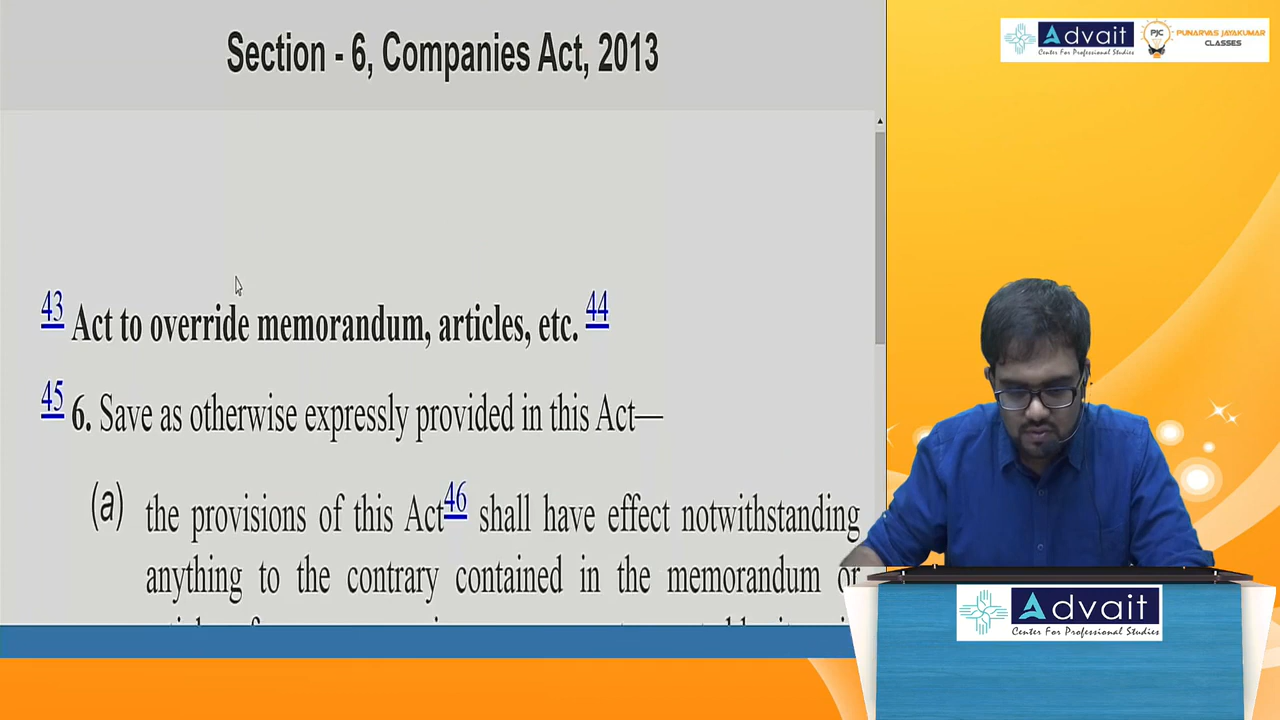 Section - 6, Companies Act, 2013
43 Act to override memorandum, articles, etc. 44
45 6. Save as otherwise expressly provided in this Act—
(a) the provisions of this Act46 shall have effect notwithstanding
anything to the contrary contained in the memorandum or
Advait
Center For Professional Studies
PJC
PUNARVAS JAYAKUMAR
CLASSES
Advait
Center For Professional Studies